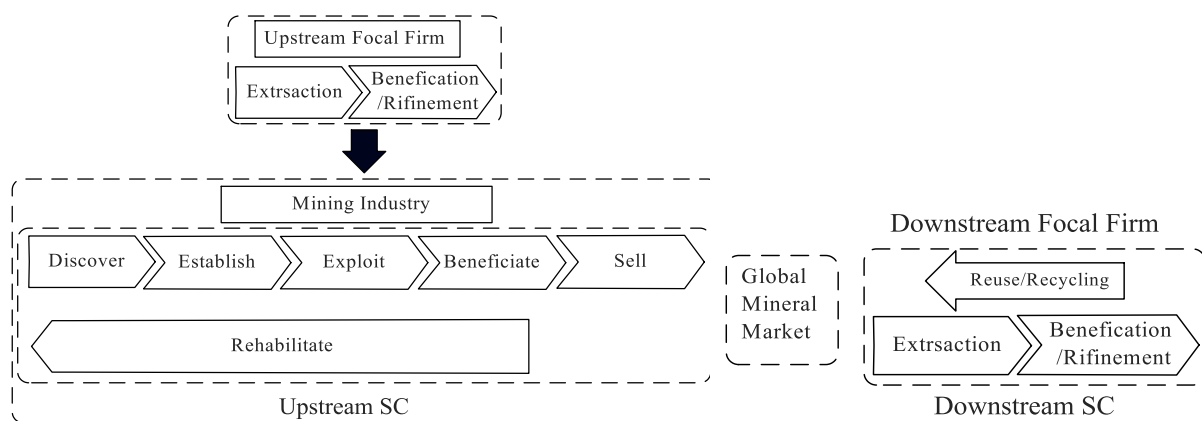 Upstream Focal Firm
Extrsaction
Benefication
/Rifinement
Mining Industry
Discover
Establish
Exploit
Beneficiate
Sell
Rehabilitate
Upstream SC
Global
Mineral
Market
Downstream Focal Firm
Reuse/Recycling
Extrsaction
Benefication
/Rifinement
Downstream SC